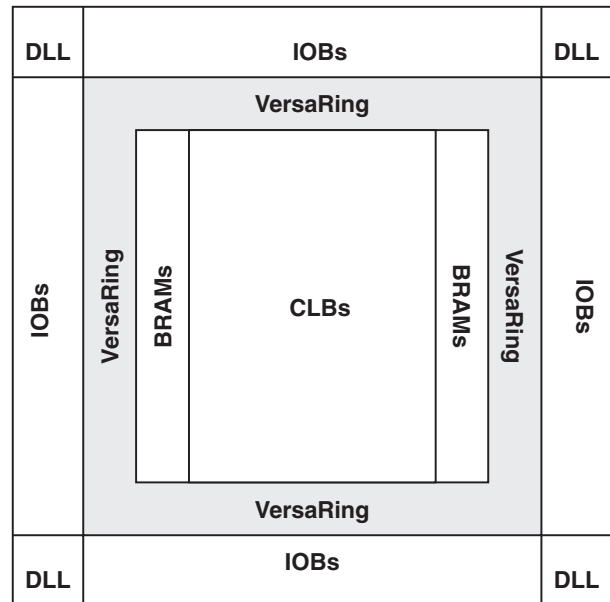 DLL
IOBs
DLL
VersaRing
IOBs
VersaRing
BRAMs
CLBs
BRAMs
VersaRing
IOBs
VersaRing
DLL
IOBs
DLL